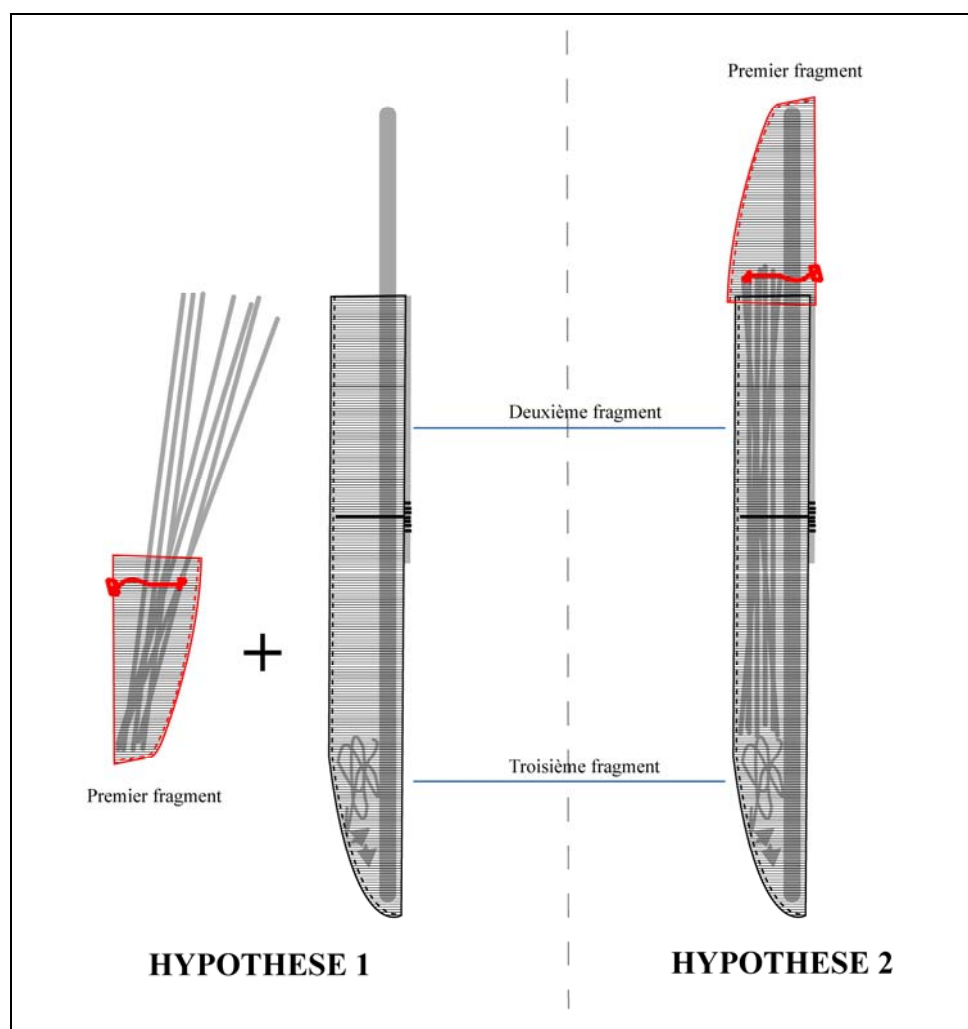 Premier fragment
Deuxième fragment
Troisième fragment
Premier fragment
HYPOTHESE 1
HYPOTHESE 2